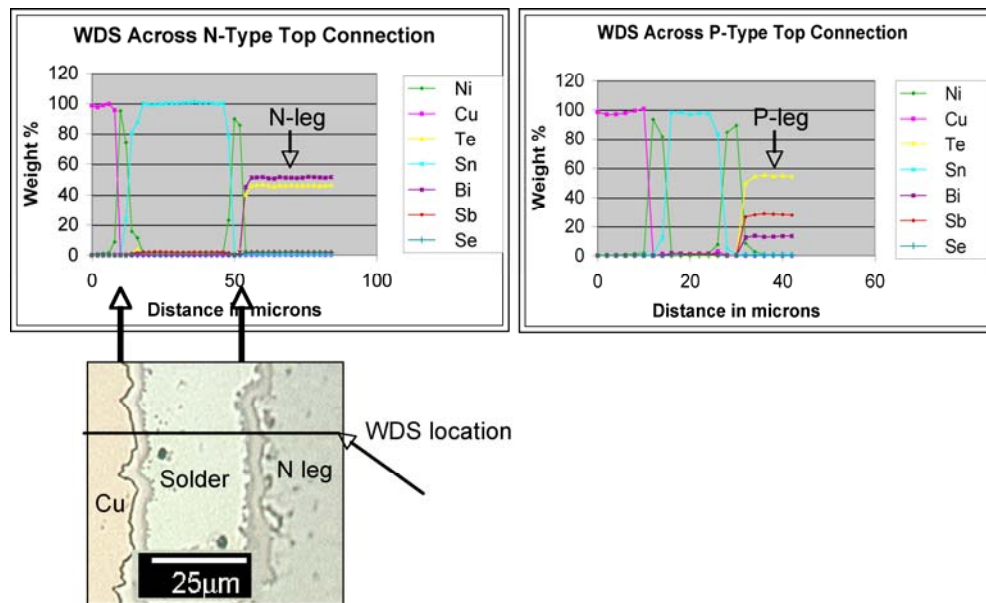 WDS Across N-Type Top Connection
Weight %
120
100
80
60
40
20
0
N-leg
0
50
100
Distance in microns
Ni
Cu
Te
Sn
Bi
Sb
Se
WDS Across P-Type Top Connection
Weight %
120
100
80
60
40
20
0
P-leg
0
20
40
60
Distance in microns
Ni
Cu
Te
Sn
Bi
Sb
Se
WDS location
Cu
Solder
N leg
25μm